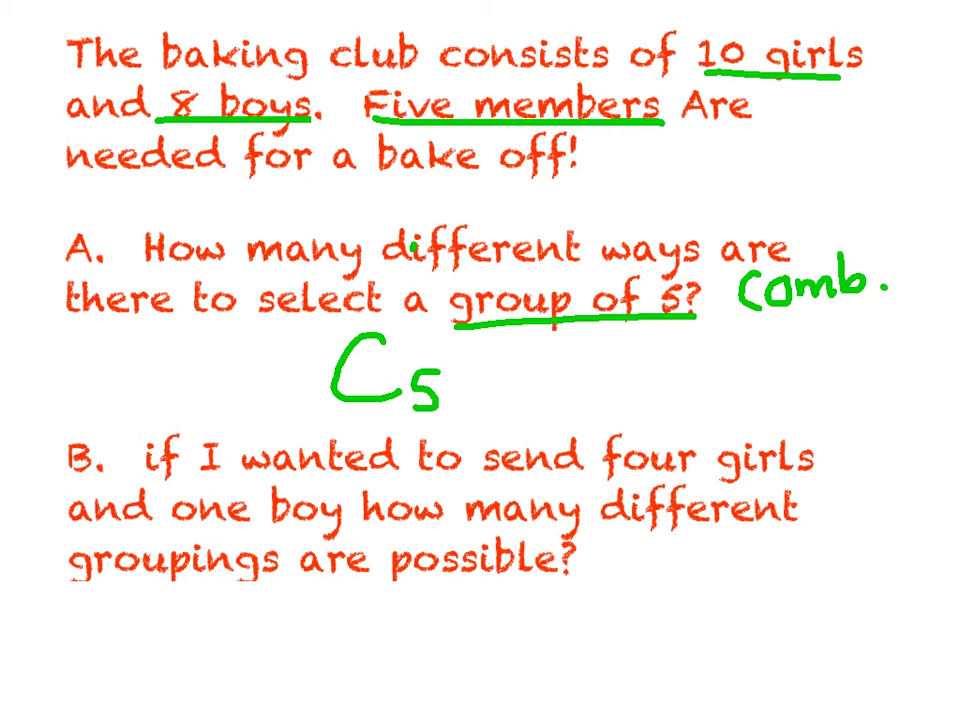 The baking club consists of 10 girls
and 8 boys. Five members Are
needed for a bake off!
A. How many different ways are
there to select a group of 5? comb.
C5
B. if I wanted to send four girls
and one boy how many different
groupings are possible?